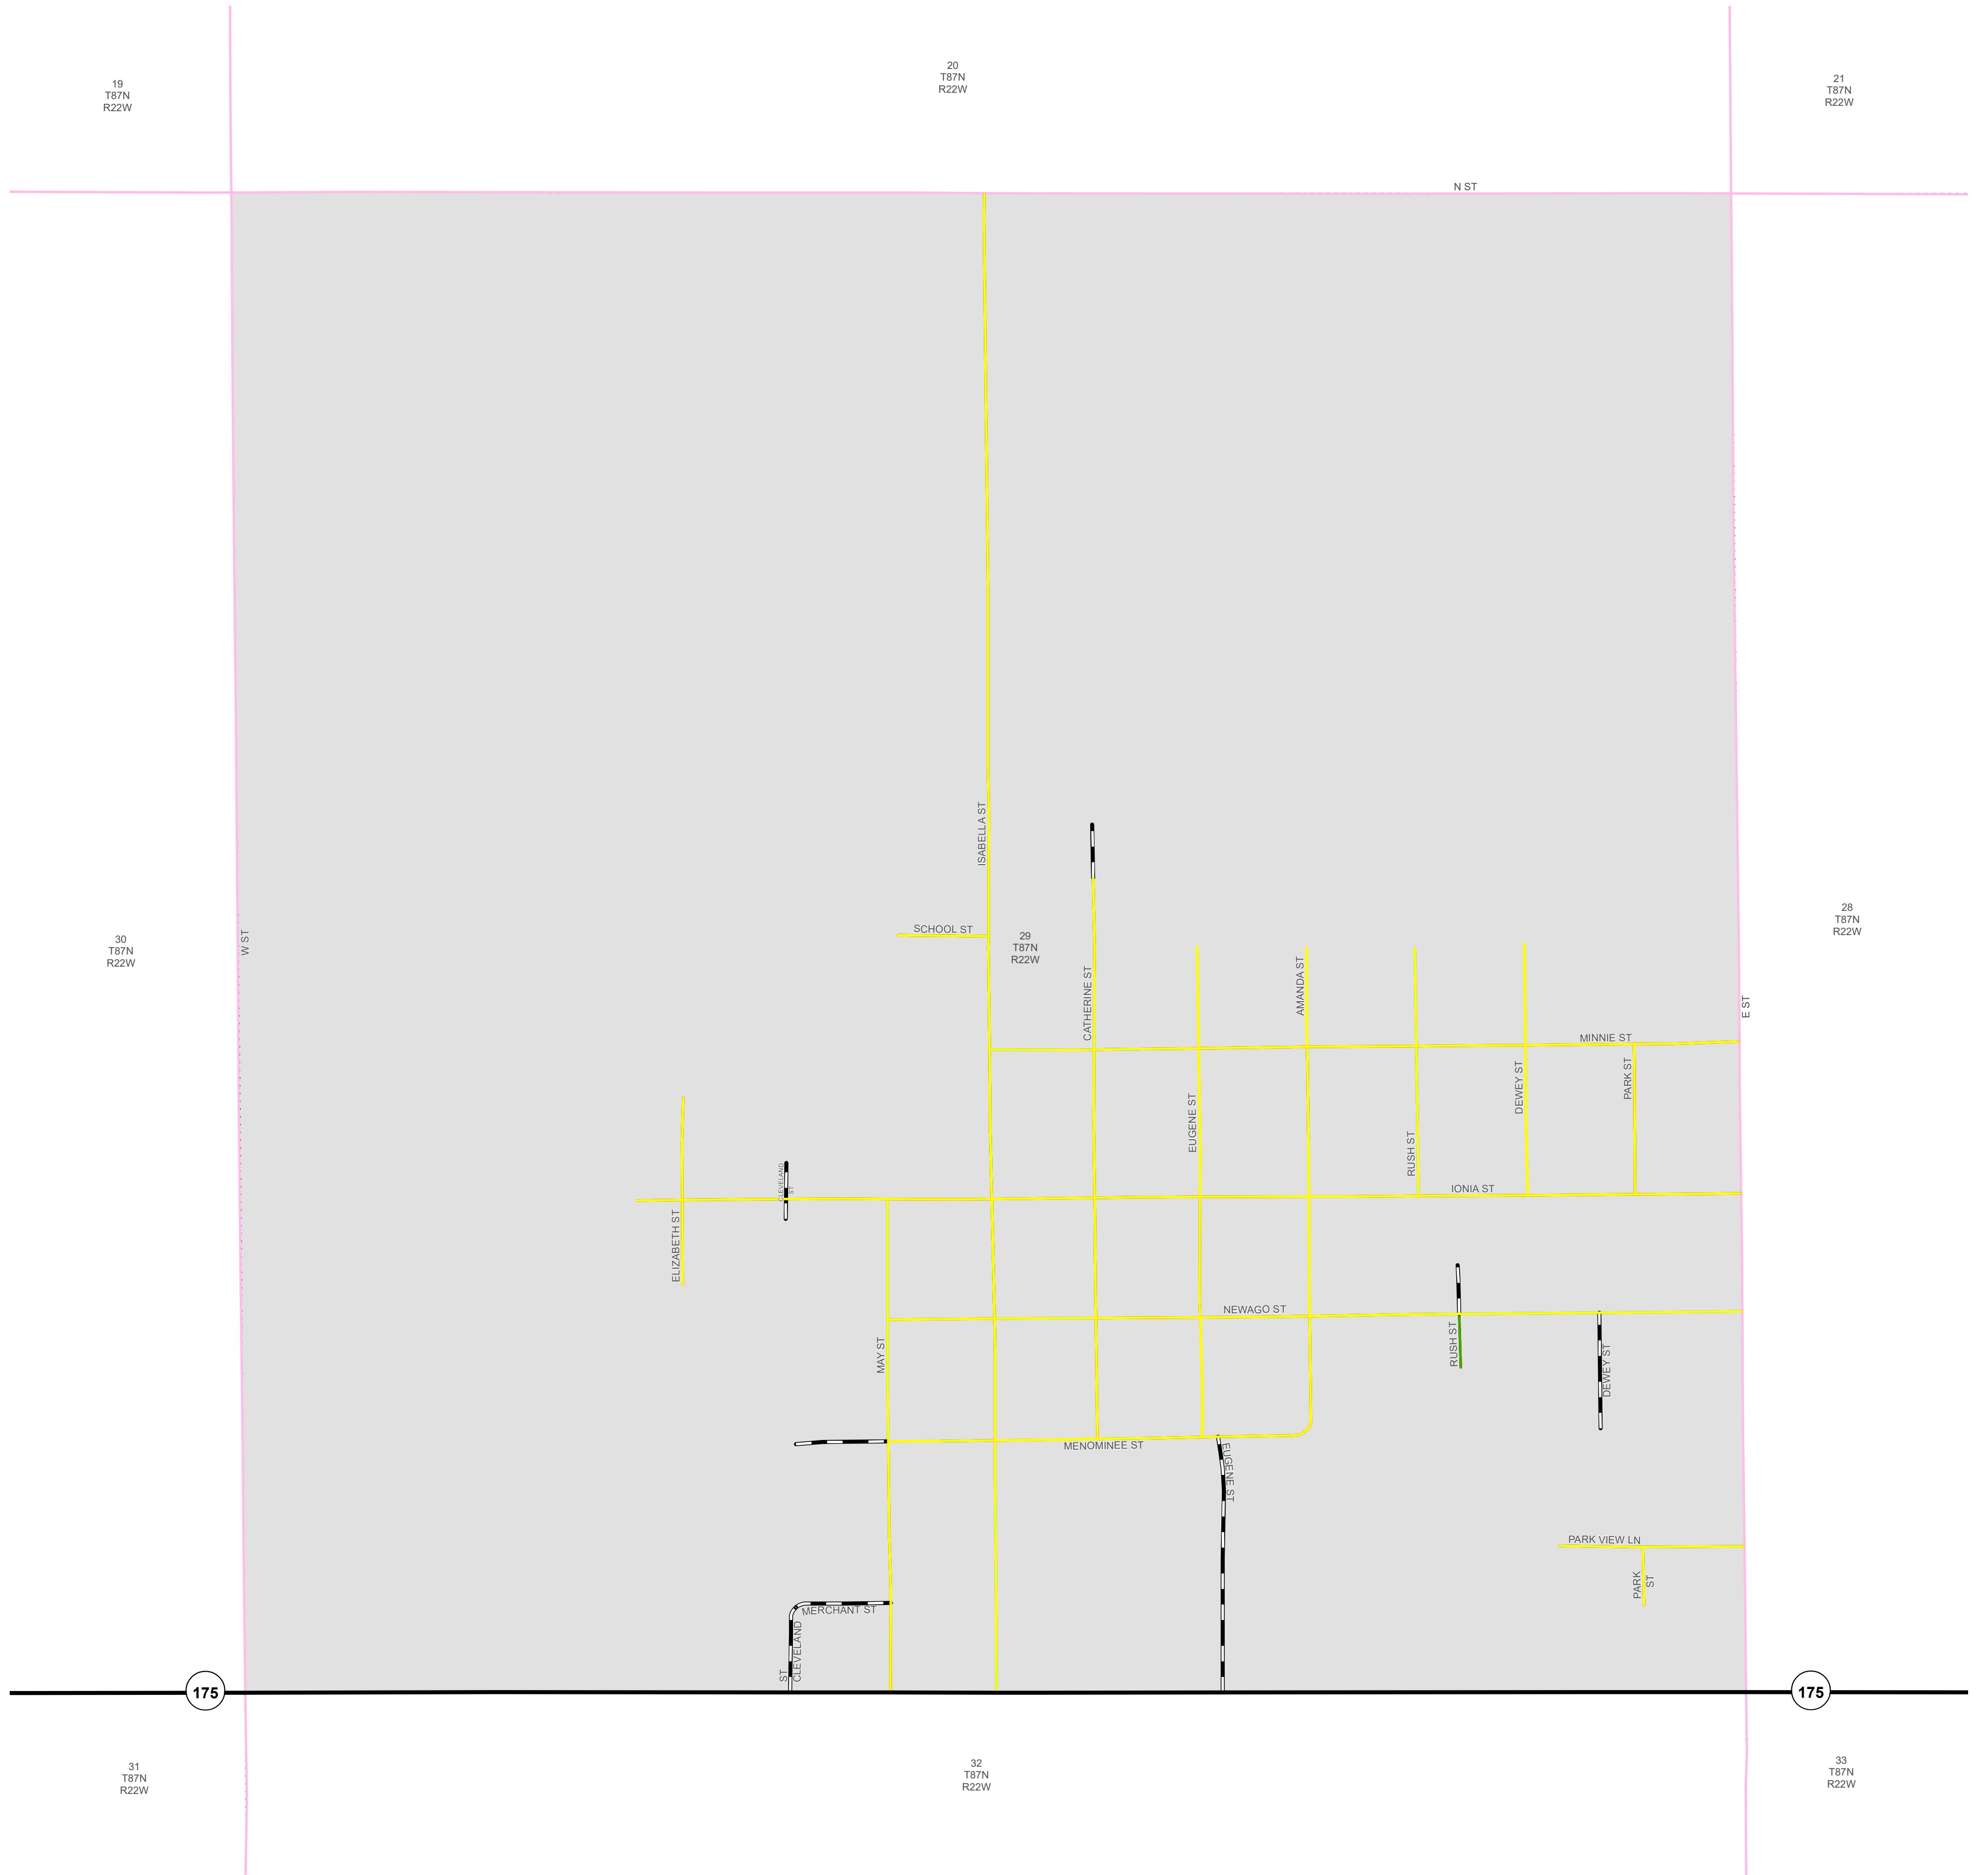 20
T87N
R22W
19
T87N
R22W
21
T87N
R22W
N ST
ISABELLA ST
SCHOOL ST
29
T87N
R22W
30
T87N
R22W
28
T87N
R22W
W ST
E ST
CATHERINE ST
AMANDA ST
MINNIE ST
EUGENE ST
DEWEY ST
PARK ST
RUSH ST
CLEVELAND
ST
IONIA ST
ELIZABETH ST
NEWAGO ST
MAY ST
RUSH ST
DEWEY ST
MENOMINEE ST
EUGENE ST
PARK VIEW LN
PARK
ST
MERCHANT ST
CLEVELAND
ST
175
175
31
T87N
R22W
32
T87N
R22W
33
T87N
R22W